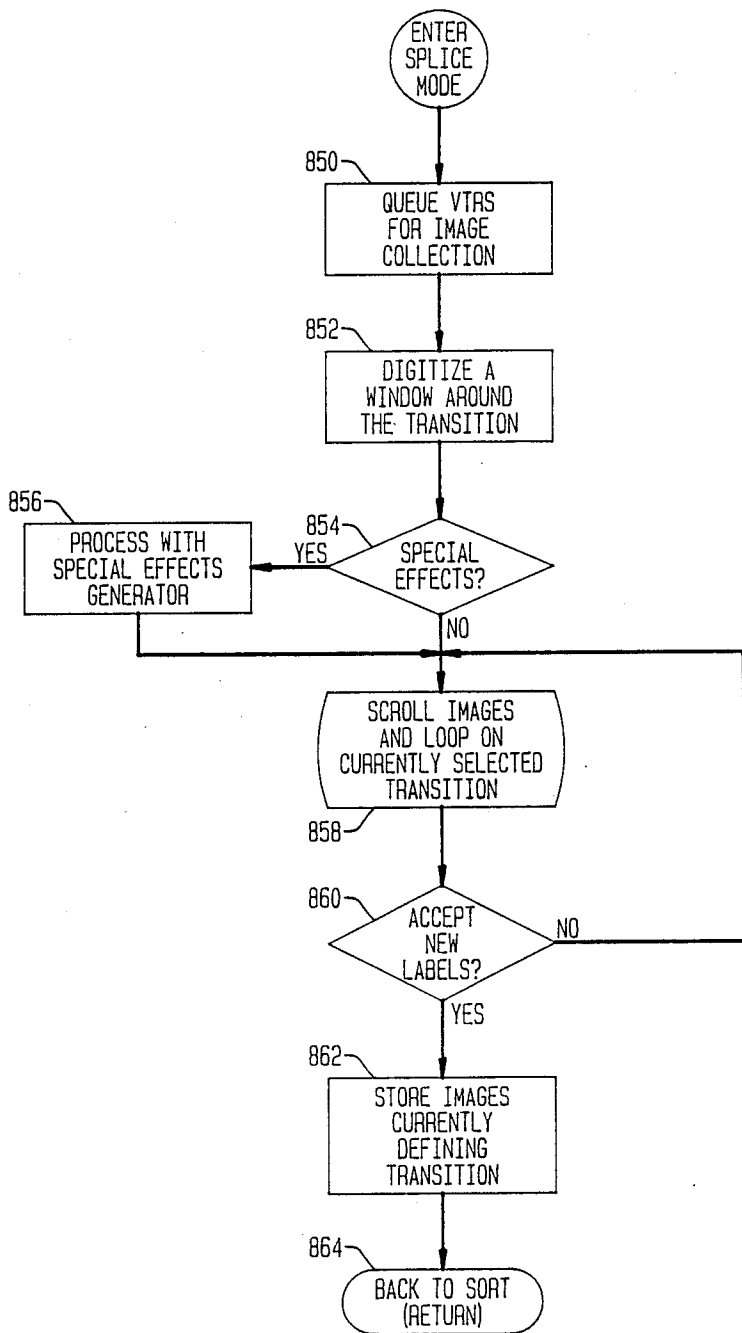 ENTER
SPLICE
MODE
850
QUEUE VTRS
FOR IMAGE
COLLECTION
852
DIGITIZE A
WINDOW AROUND
THE TRANSITION
856
PROCESS WITH
SPECIAL EFFECTS
GENERATOR
YES
854
SPECIAL
EFFECTS?
NO
SCROLL IMAGES
AND LOOP ON
CURRENTLY SELECTED
TRANSITION
858
860
ACCEPT
NEW
LABELS?
NO
YES
862
STORE IMAGES
CURRENTLY
DEFINING
TRANSITION
864
BACK TO SORT
(RETURN)